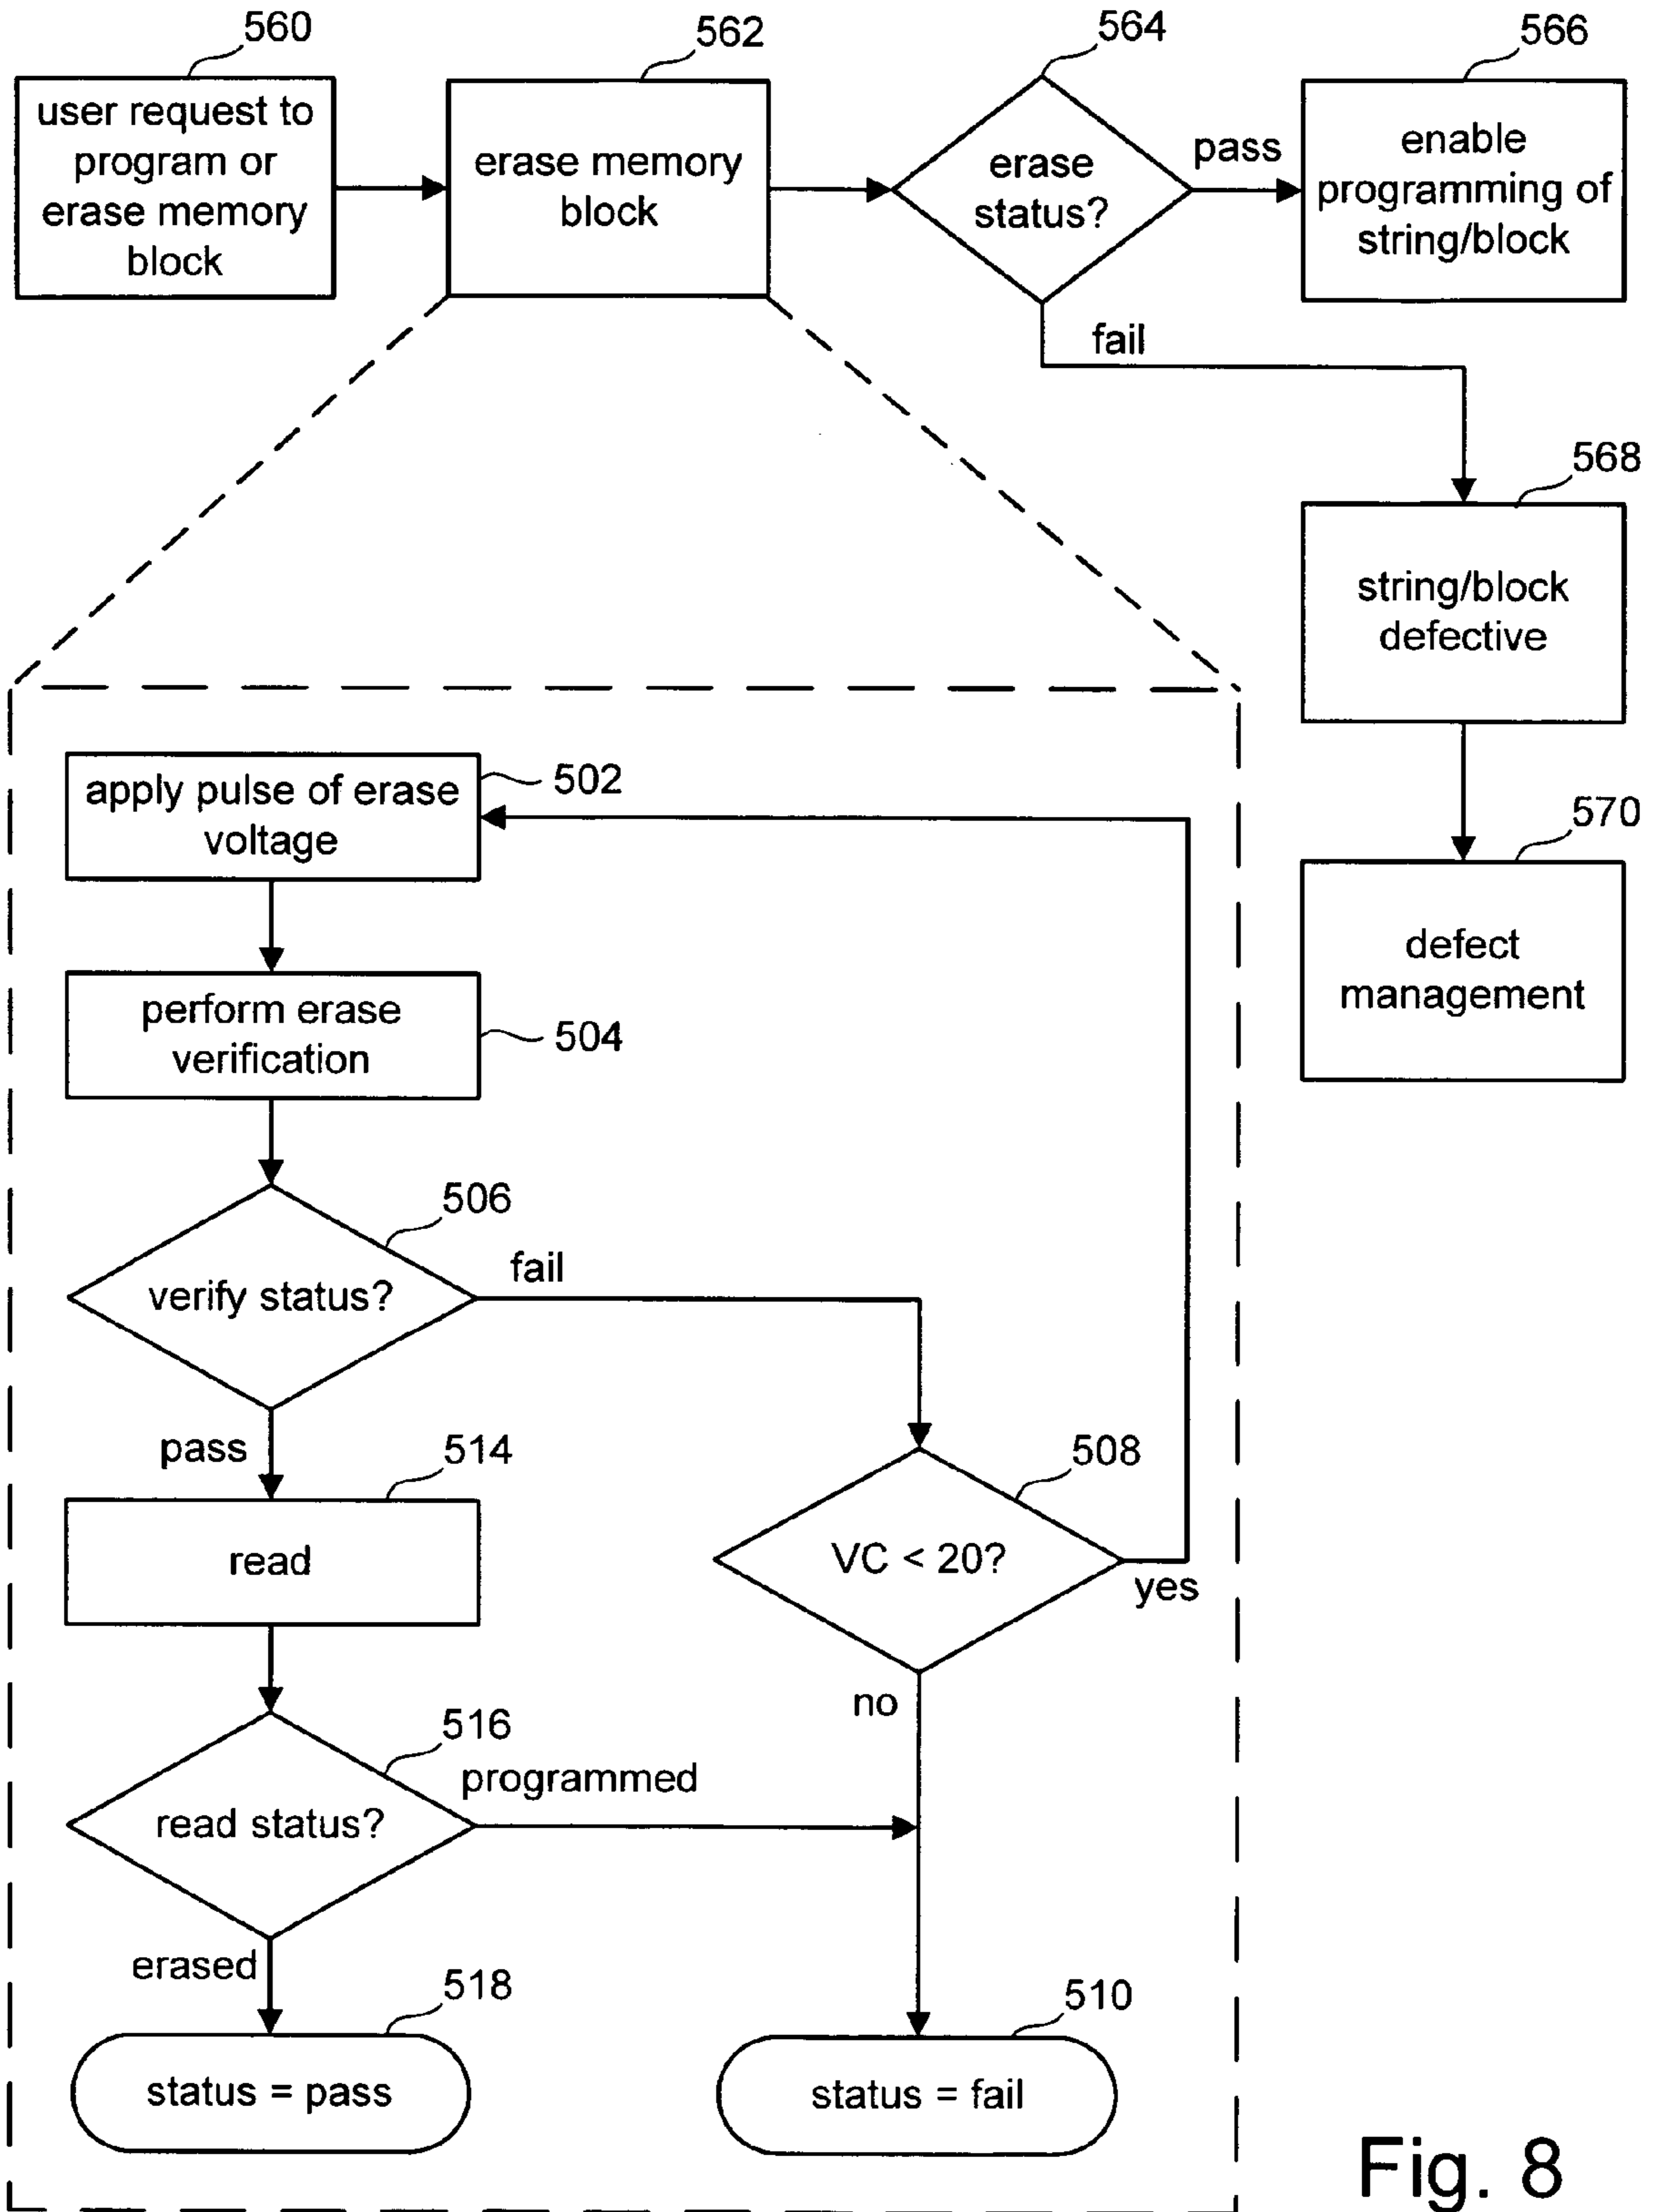 560
user request to
program or
erase memory
block
562
erase memory
block
564
erase
status?
pass
fail
566
enable
programming of
string/block
568
string/block
defective
570
defect
management
502
apply pulse of erase
voltage
504
perform erase
verification
506
verify status?
fail
pass
508
VC < 20?
yes
no
514
read
516
read status?
programmed
erased
518
status = pass
510
status = fail
Fig. 8